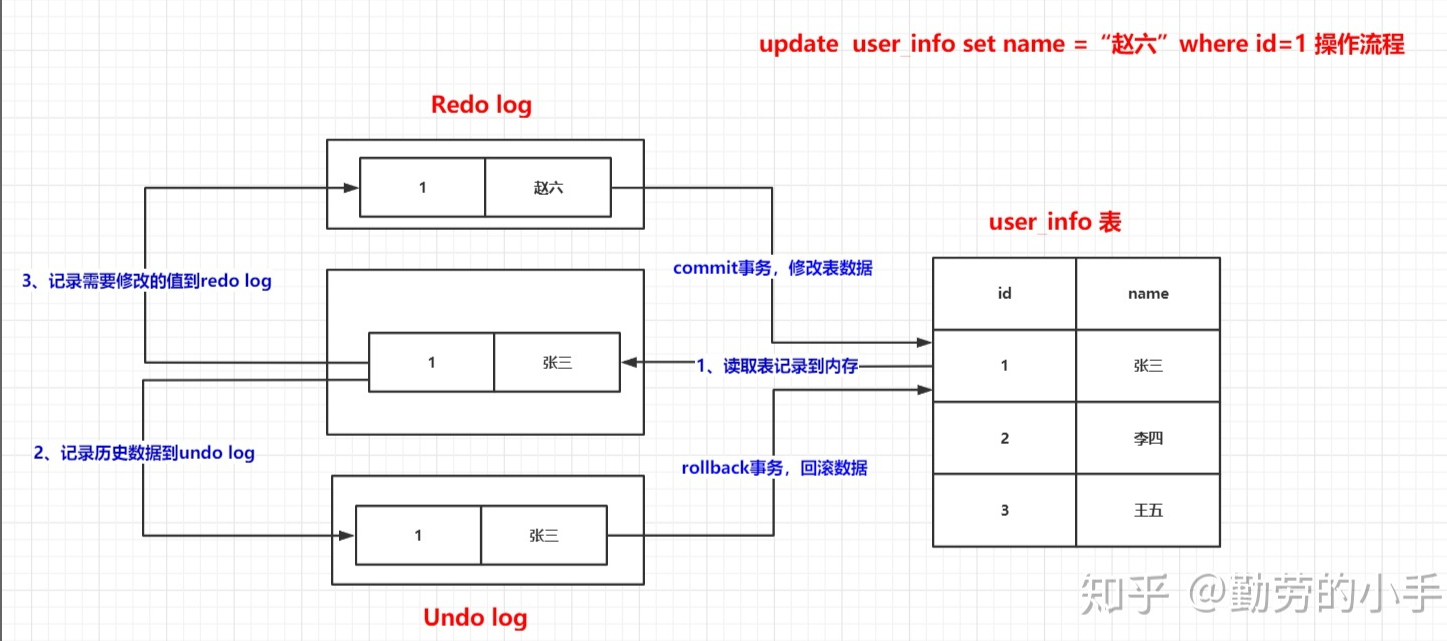 update user_info set name = “赵六”where id=1 操作流程
Redo log
1 赵六
user_info 表
commit事务，修改表数据
3、记录需要修改的值到redo log
id name
1 张三
1、读取表记录到内存
1 张三
2 李四
2、记录历史数据到undo log
rollback事务，回滚数据
3 王五
1 张三
Undo log
知乎 @勤劳的小手